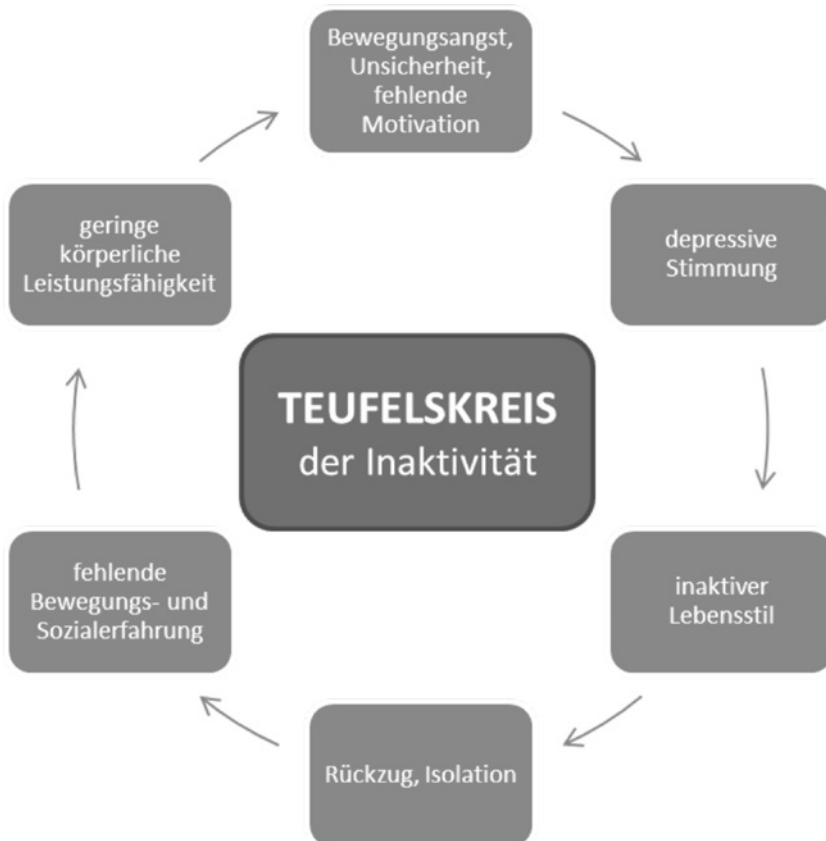 Bewegungsangst,
Unsicherheit,
fehlende
Motivation
depressive
Stimmung
inaktiver
Lebensstil
Rückzug, Isolation
fehlende
Bewegungs- und
Sozialerfahrung
geringe
körperliche
Leistungsfähigkeit
TEUFELSKREIS
der Inaktivität